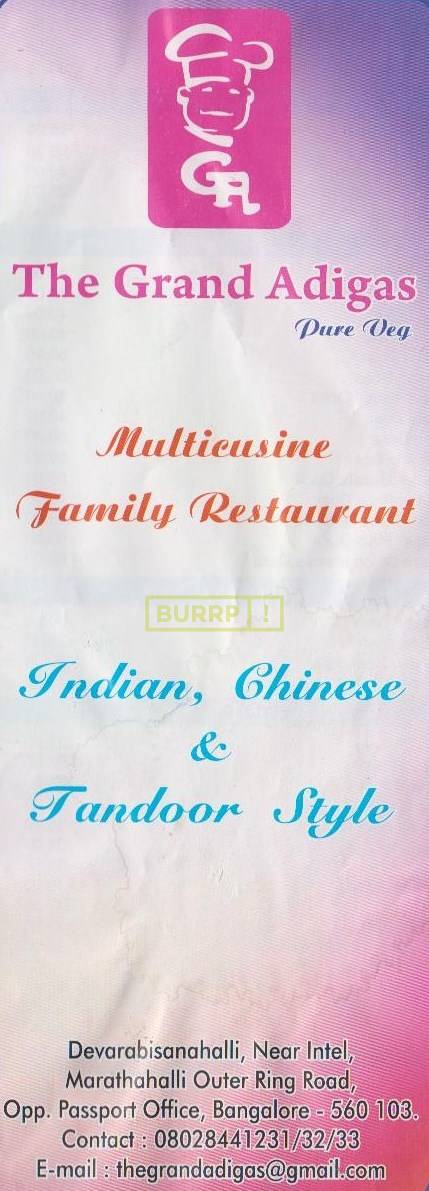 GA
The Grand Adigas
Pure Veg
Multicusine
Family Restaurant
BURRP!
Indian, Chinese
&
Tandoor Style
Devarabisanahalli, Near Intel,
Marathahalli Outer Ring Road,
Opp. Passport Office, Bangalore - 560 103.
Contact : 08028441231/32/33
E-mail : thegrandadigas@gmail.com